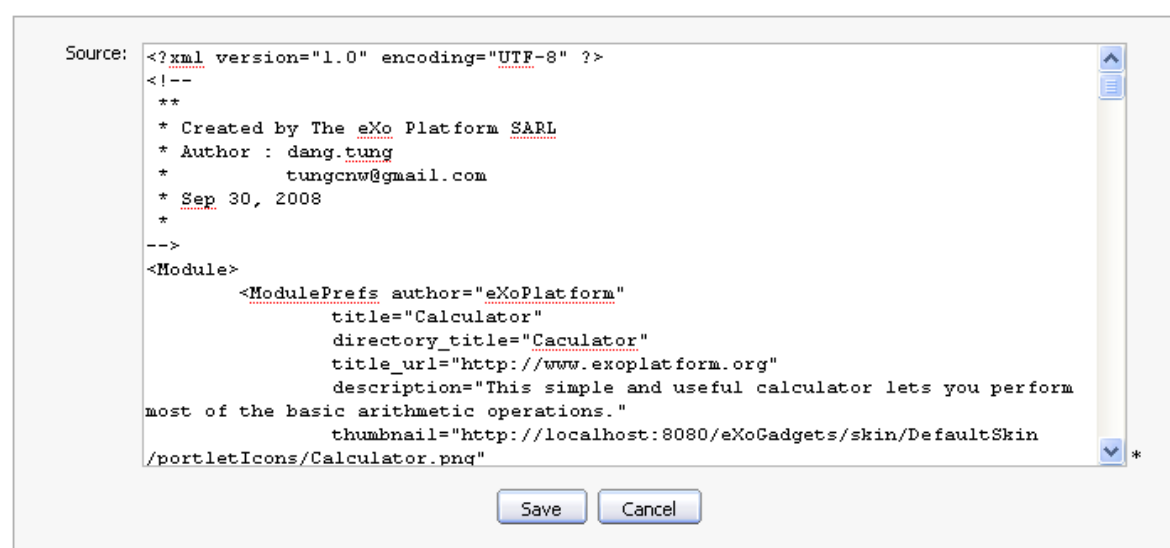 Source:
<?xml version="1.0" encoding="UTF-8" ?>
<!--
**
* Created by The eXo Platform SARL
* Author : dang.tung
*          tungcnw@gmail.com
* Sep 30, 2008
*
-->
<Module>
<ModulePrefs author="eXoPlatform"
title="Calculator"
directory_title="Caculator"
title_url="http://www.exoplatform.org"
description="This simple and useful calculator lets you perform
most of the basic arithmetic operations."
thumbnail="http://localhost:8080/eXoGadgets/skin/DefaultSkin
/portletIcons/Calculator.png"
*
Save Cancel